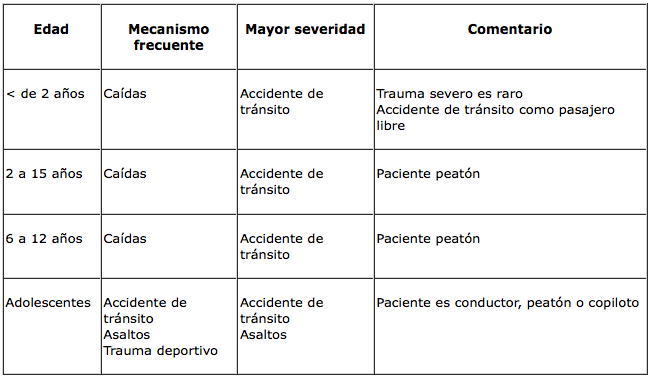 Edad Mecanismo frecuente Mayor severidad Comentario
< de 2 años Caídas Accidente de tránsito Trauma severo es raro
Accidente de tránsito como pasajero libre
2 a 15 años Caídas Accidente de tránsito Paciente peatón
6 a 12 años Caídas Accidente de tránsito Paciente peatón
Adolescentes Accidente de tránsito
Asaltos
Trauma deportivo Accidente de tránsito
Asaltos Paciente es conductor, peatón o copiloto